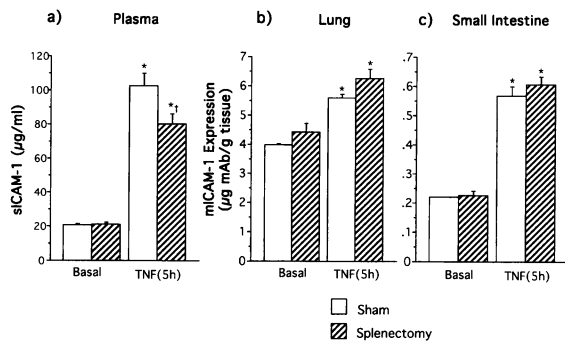 a) Plasma
b) Lung
c) Small Intestine
sICAM-1 (µg/ml)
120
100
80
60
40
20
0
*
*†
Basal
TNF(5h)
mICAM-1 Expression
(µg mAb/g tissue)
7
6
5
4
3
2
1
0
*
*
Basal
TNF(5h)
.7
.6
.5
.4
.3
.2
.1
0
*
*
Basal
TNF(5h)
Sham
Splenectomy